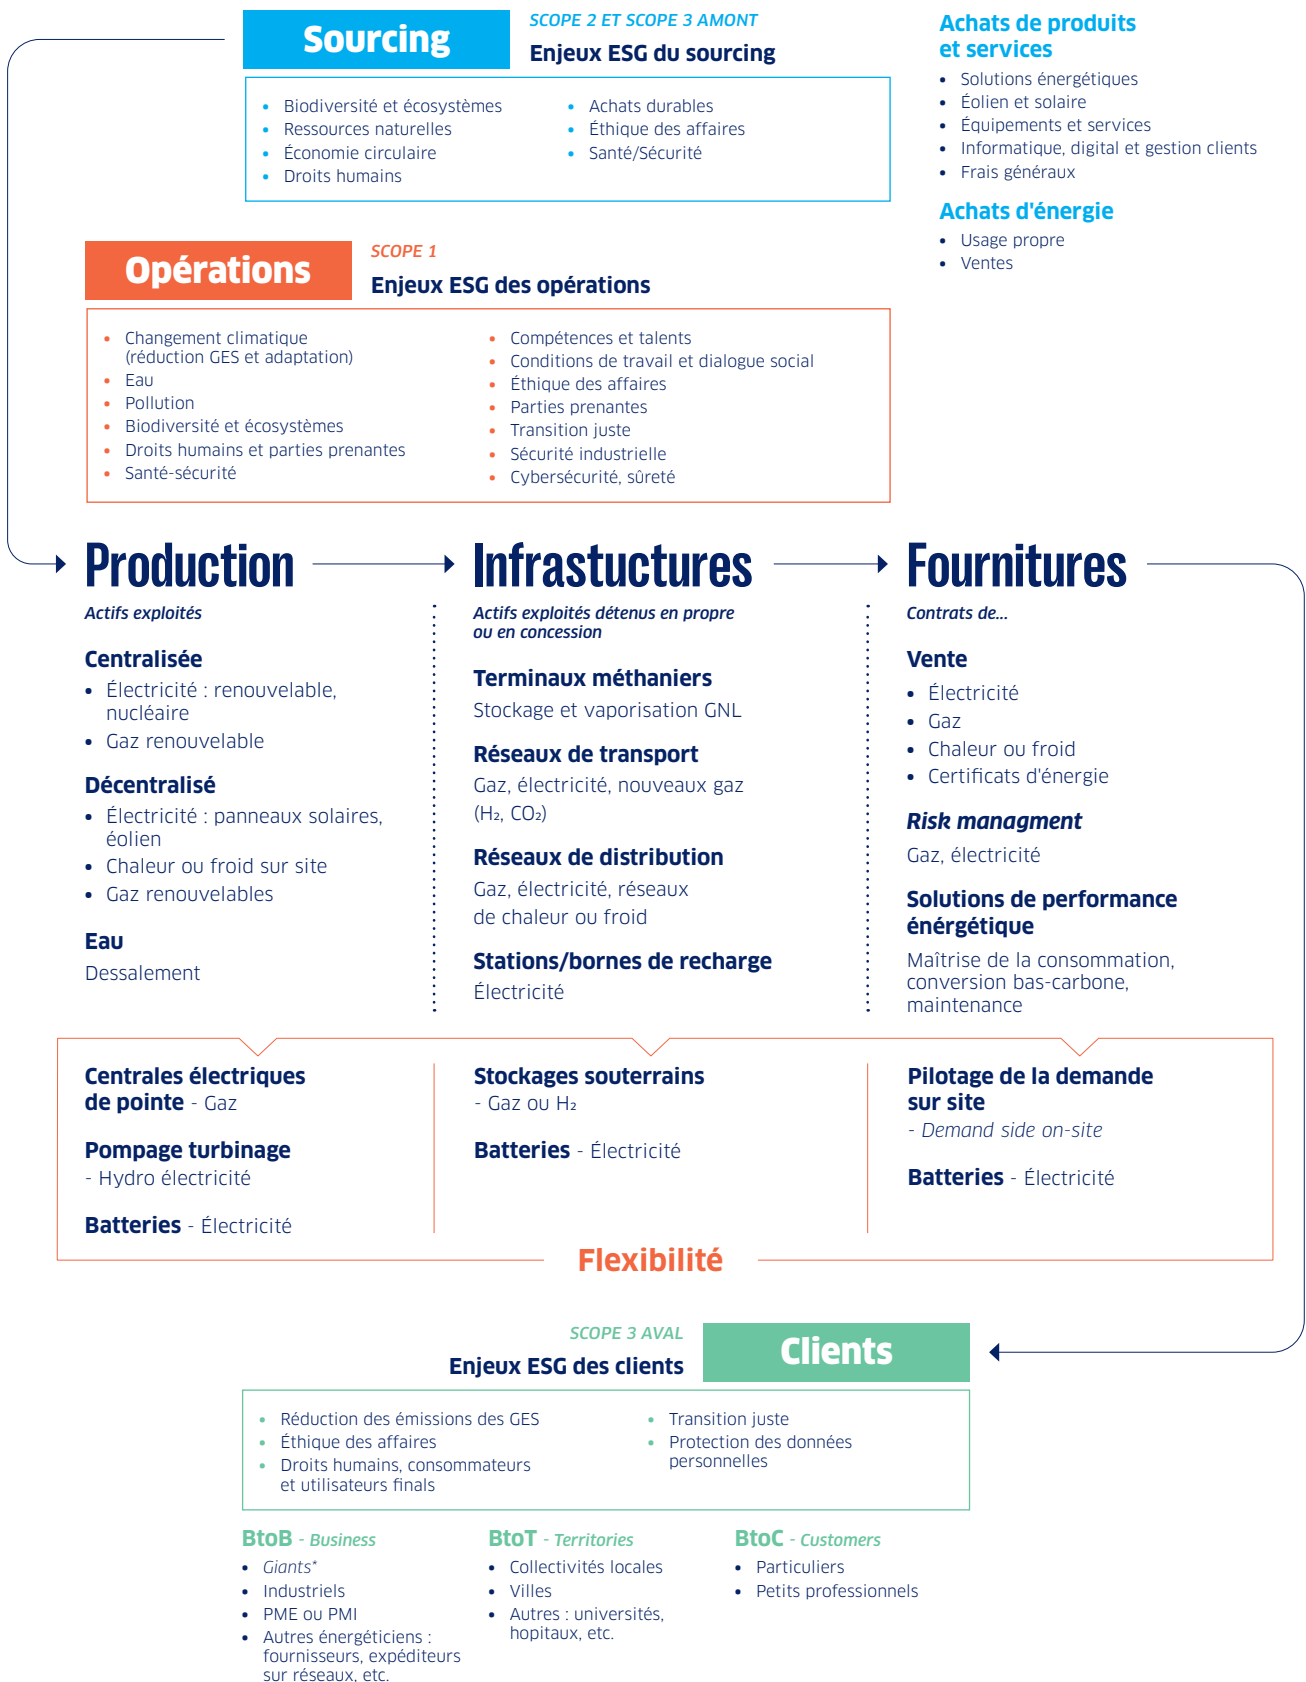 Sourcing
SCOPE 2 ET SCOPE 3 AMONT
Enjeux ESG du sourcing
• Biodiversité et écosystèmes
• Ressources naturelles
• Économie circulaire
• Droits humains
• Achats durables
• Éthique des affaires
• Santé/Sécurité
Achats de produits
et services
• Solutions énergétiques
• Éolien et solaire
• Équipements et services
• Informatique, digital et gestion clients
• Frais généraux
Achats d'énergie
• Usage propre
• Ventes
Opérations
SCOPE 1
Enjeux ESG des opérations
• Changement climatique
(réduction GES et adaptation)
• Eau
• Pollution
• Biodiversité et écosystèmes
• Droits humains et parties prenantes
• Santé-sécurité
• Compétences et talents
• Conditions de travail et dialogue social
• Éthique des affaires
• Parties prenantes
• Transition juste
• Sécurité industrielle
• Cybersécurité, sûreté
Production
Actifs exploités
Centralisée
• Électricité : renouvelable,
nucléaire
• Gaz renouvelable
Décentralisé
• Électricité : panneaux solaires,
éolien
• Chaleur ou froid sur site
• Gaz renouvelables
Eau
Dessalement
Infrastuctures
Actifs exploités détenus en propre
ou en concession
Terminaux méthaniers
Stockage et vaporisation GNL
Réseaux de transport
Gaz, électricité, nouveaux gaz
(H₂, CO₂)
Réseaux de distribution
Gaz, électricité, réseaux
de chaleur ou froid
Stations/bornes de recharge
Électricité
Fournitures
Contrats de...
Vente
• Électricité
• Gaz
• Chaleur ou froid
• Certificats d'énergie
Risk managment
Gaz, électricité
Solutions de performance
énérgétique
Maîtrise de la consommation,
conversion bas-carbone,
maintenance
Centrales électriques
de pointe - Gaz
Pompage turbinage
- Hydro électricité
Batteries - Électricité
Stockages souterrains
- Gaz ou H₂
Batteries - Électricité
Pilotage de la demande
sur site
- Demand side on-site
Batteries - Électricité
Flexibilité
SCOPE 3 AVAL
Enjeux ESG des clients
Clients
• Réduction des émissions des GES
• Éthique des affaires
• Droits humains, consommateurs
et utilisateurs finals
• Transition juste
• Protection des données
personnelles
BtoB - Business
• Giants*
• Industriels
• PME ou PMI
• Autres énergéticiens :
fournisseurs, expéditeurs
sur réseaux, etc.
BtoT - Territories
• Collectivités locales
• Villes
• Autres : universités,
hopitaux, etc.
BtoC - Customers
• Particuliers
• Petits professionnels